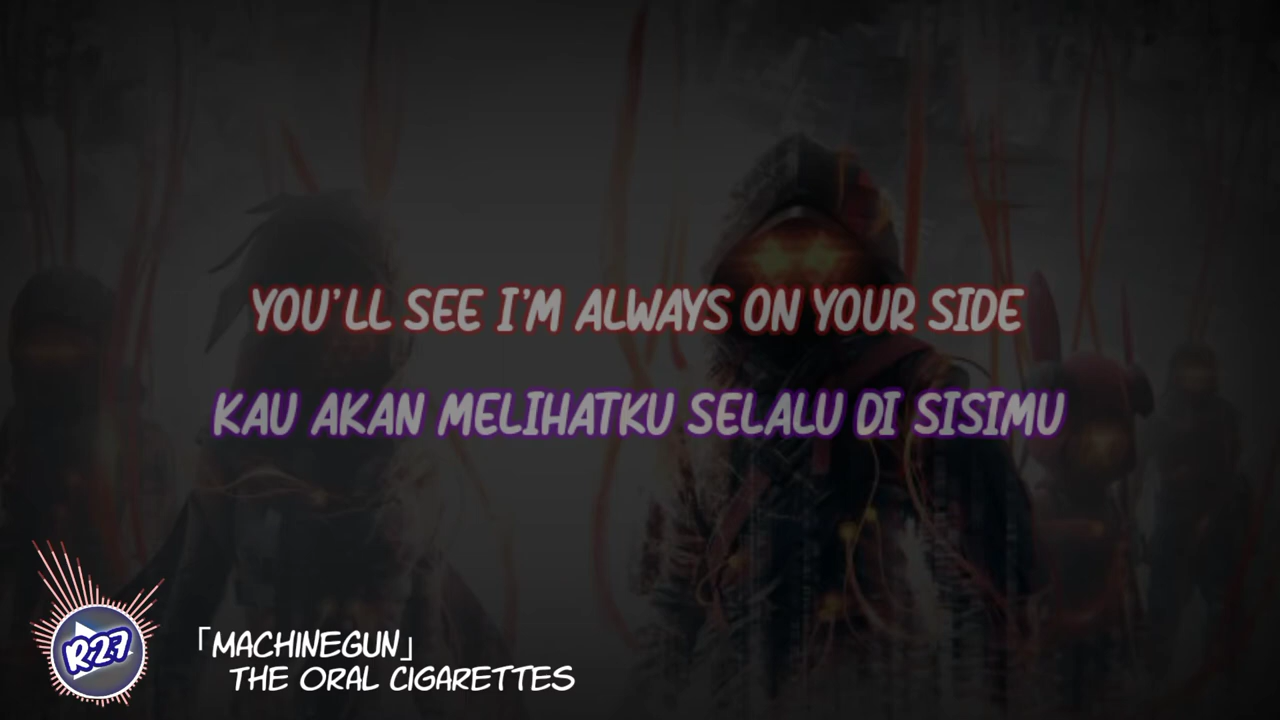 YOU'LL SEE I'M ALWAYS ON YOUR SIDE
KAU AKAN MELIHATKU SELALU DI SISIMU
R27
「MACHINEGUN」
THE ORAL CIGARETTES